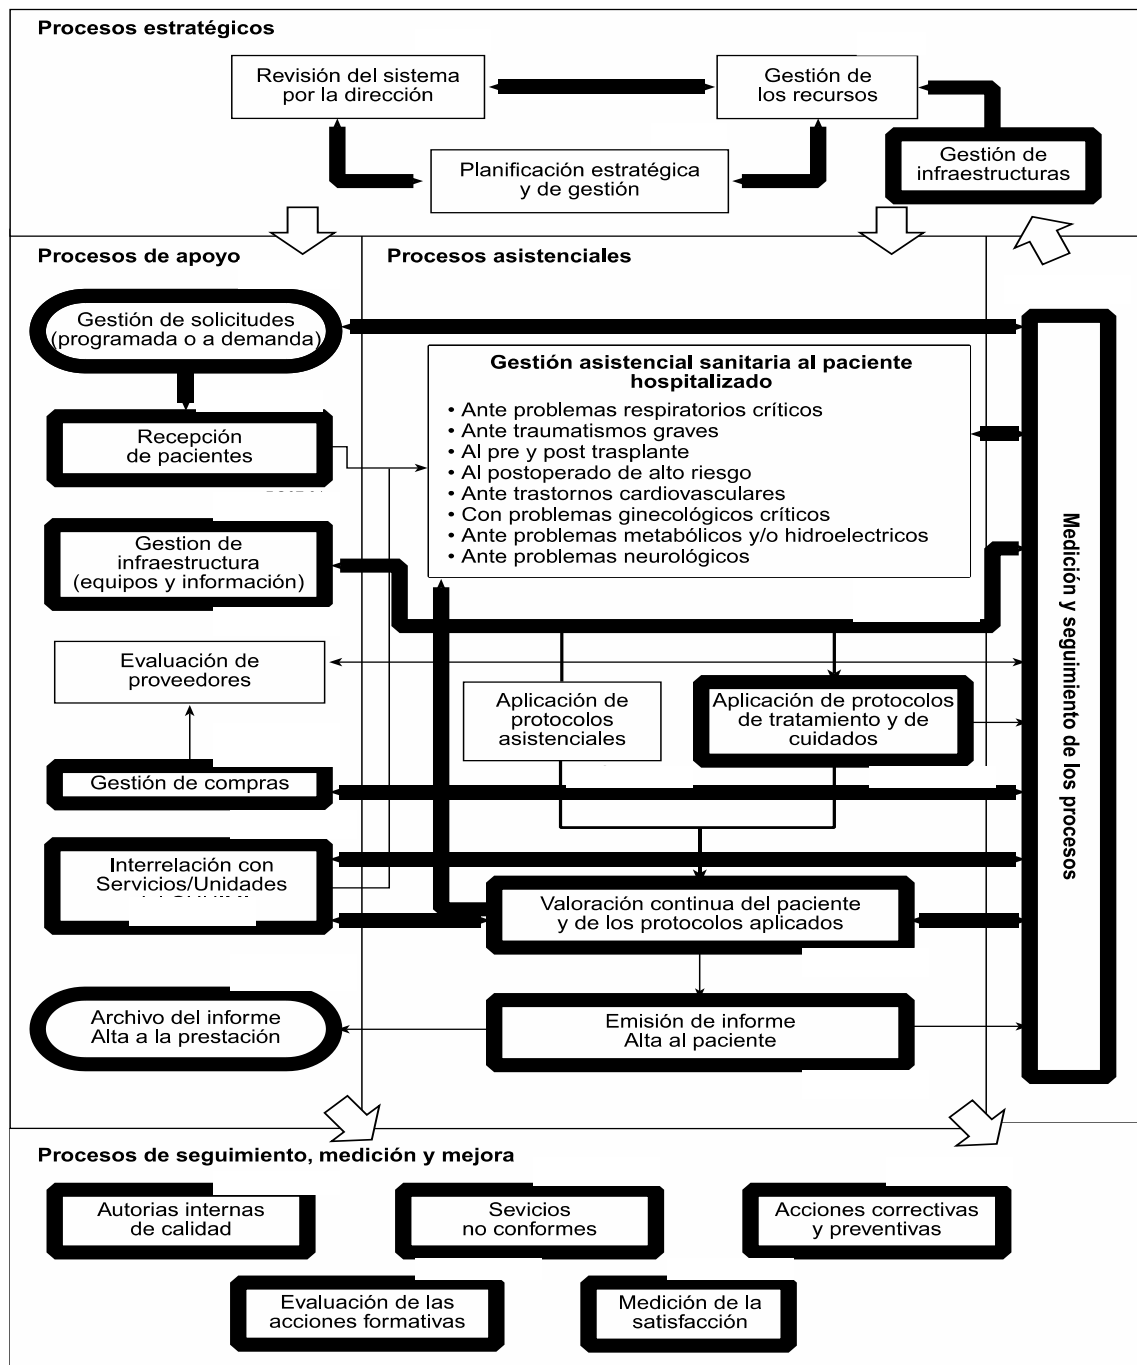 Procesos estratégicos
Revisión del sistema
por la dirección
Gestión de
los recursos
Planificación estratégica
y de gestión
Gestión de
infraestructuras
Procesos de apoyo
Procesos asistenciales
Gestión de solicitudes
(programada o a demanda)
Recepción
de pacientes
Gestion de
infraestructura
(equipos y información)
Evaluación de
proveedores
Gestión de compras
Interrelación con
Servicios/Unidades
Archivo del informe
Alta a la prestación
Gestión asistencial sanitaria al paciente
hospitalizado
• Ante problemas respiratorios críticos
• Ante traumatismos graves
• Al pre y post trasplante
• Al postoperado de alto riesgo
• Ante trastornos cardiovasculares
• Con problemas ginecológicos críticos
• Ante problemas metabólicos y/o hidroelectricos
• Ante problemas neurológicos
Aplicación de
protocolos
asistenciales
Aplicación de protocolos
de tratamiento y de
cuidados
Valoración continua del paciente
y de los protocolos aplicados
Emisión de informe
Alta al paciente
Medición y seguimiento de los procesos
Procesos de seguimiento, medición y mejora
Autorias internas
de calidad
Sevicios
no conformes
Acciones correctivas
y preventivas
Evaluación de las
acciones formativas
Medición de la
satisfacción